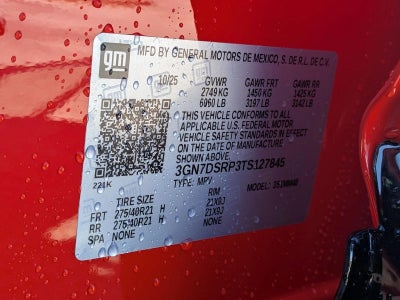 gm
MFD BY GENERAL MOTORS DE MEXICO, S. DE R.L. DE C.V.
10/25 GVWR GAWR FRT GAWR RR
2749 KG 1450 KG 1425 KG
6060 LB 3197 LB 3142 LB
THIS VEHICLE CONFORMS TO ALL
APPLICABLE U.S. FEDERAL MOTOR
VEHICLE SAFETY STANDARDS IN EFFECT
ON THE DATE OF MANUFACTURE SHOWN ABOVE
3GN7DSRP3TS127845
221K TYPE: MPV MODEL:
TIRE SIZE RIM
FRT 275/40R21 H 21X9J
RR 275/40R21 H 21X9J
SPA NONE NONE